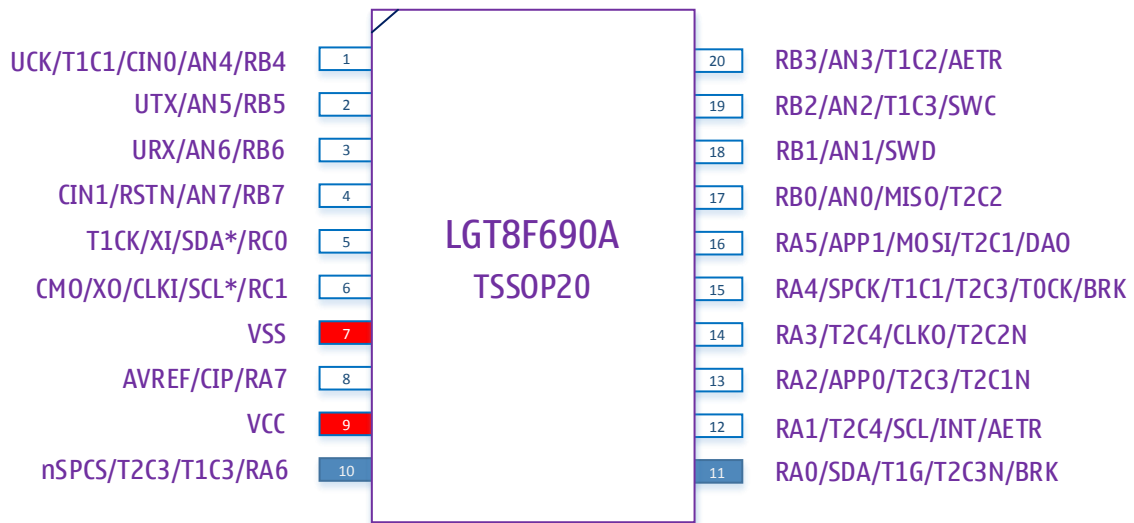 UCK/T1C1/CIN0/AN4/RB4 1
UTX/AN5/RB5 2
URX/AN6/RB6 3
CIN1/RSTN/AN7/RB7 4
T1CK/XI/SDA*/RC0 5
CMO/XO/CLKI/SCL*/RC1 6
VSS 7
AVREF/CIP/RA7 8
VCC 9
nSPCS/T2C3/T1C3/RA6 10
LGT8F690A
TSSOP20
20 RB3/AN3/T1C2/AETR
19 RB2/AN2/T1C3/SWC
18 RB1/AN1/SWD
17 RB0/AN0/MISO/T2C2
16 RA5/APP1/MOSI/T2C1/DAO
15 RA4/SPCK/T1C1/T2C3/T0CK/BRK
14 RA3/T2C4/CLKO/T2C2N
13 RA2/APP0/T2C3/T2C1N
12 RA1/T2C4/SCL/INT/AETR
11 RA0/SDA/T1G/T2C3N/BRK